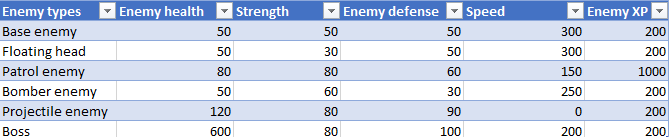 Enemy types Enemy health Strength Enemy defense Speed Enemy XP
Base enemy 50 50 50 300 200
Floating head 50 30 50 300 200
Patrol enemy 80 80 60 150 1000
Bomber enemy 50 60 30 250 200
Projectile enemy 120 80 90 0 200
Boss 600 80 100 200 200